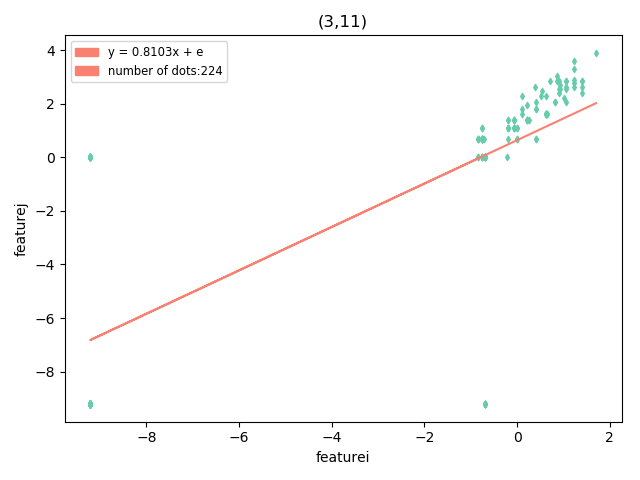 (3,11)
y = 0.8103x + e
number of dots:224
4
2
0
−2
−4
−6
−8
featurej
−8 −6 −4 −2 0 2
featurei